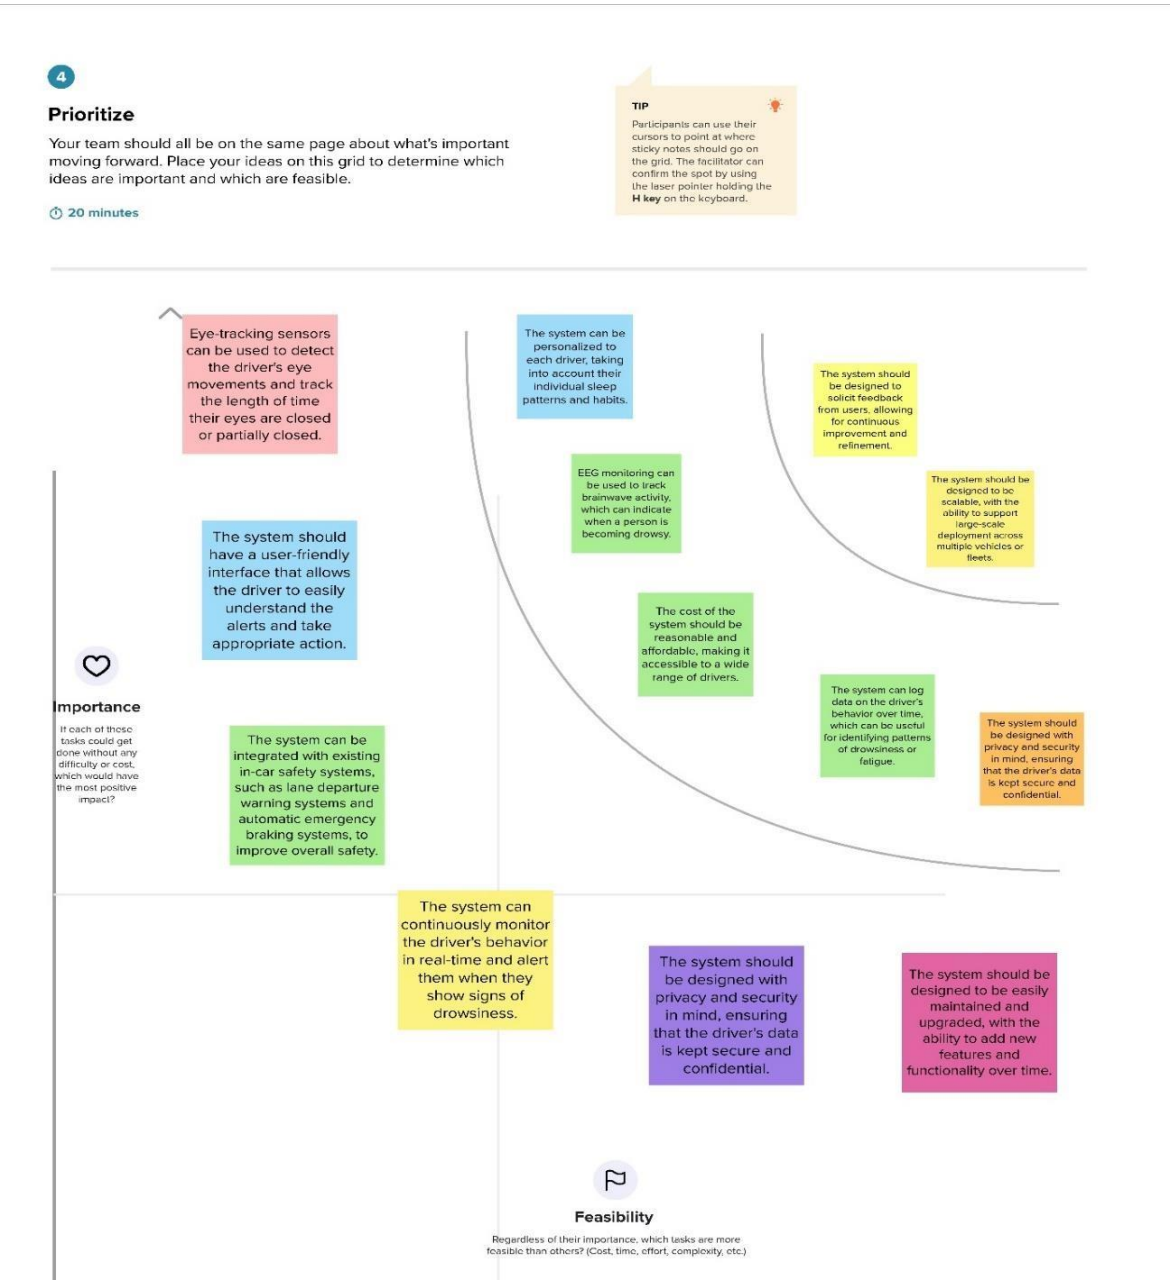 4
Prioritize
Your team should all be on the same page about what's important
moving forward. Place your ideas on this grid to determine which
ideas are important and which are feasible.
20 minutes
TIP
Participants can use their
cursors to point at where
sticky notes should go on
the grid. The facilitator can
confirm the spot by using
the laser pointer holding the
H key on the keyboard.
Eye-tracking sensors
can be used to detect
the driver's eye
movements and track
the length of time
their eyes are closed
or partially closed.
The system can be
personalized to
each driver, taking
into account their
individual sleep
patterns and habits.
The system should
be designed to
solicit feedback
from users, allowing
for continuous
improvement and
refinement.
EEG monitoring can
be used to track
brainwave activity,
which can indicate
when a person is
becoming drowsy.
The system should be
designed to be
scalable, with the
ability to support
large-scale
deployment across
multiple vehicles or
fleets.
The system should
have a user-friendly
interface that allows
the driver to easily
understand the
alerts and take
appropriate action.
The cost of the
system should be
reasonable and
affordable, making it
accessible to a wide
range of drivers.
Importance
If each of these
tasks could get
done without any
difficulty or cost,
which would have
the most positive
impact?
The system can be
integrated with existing
in-car safety systems,
such as lane departure
warning systems and
automatic emergency
braking systems, to
improve overall safety.
The system can log
data on the driver's
behavior over time,
which can be useful
for identifying patterns
of drowsiness or
fatigue.
The system should
be designed with
privacy and security
in mind, ensuring
that the driver's data
is kept secure and
confidential.
The system can
continuously monitor
the driver's behavior
in real-time and alert
them when they
show signs of
drowsiness.
The system should
be designed with
privacy and security
in mind, ensuring
that the driver's data
is kept secure and
confidential.
The system should be
designed to be easily
maintained and
upgraded, with the
ability to add new
features and
functionality over time.
Feasibility
Regardless of their importance, which tasks are more
feasible than others? (Cost, time, effort, complexity, etc.)